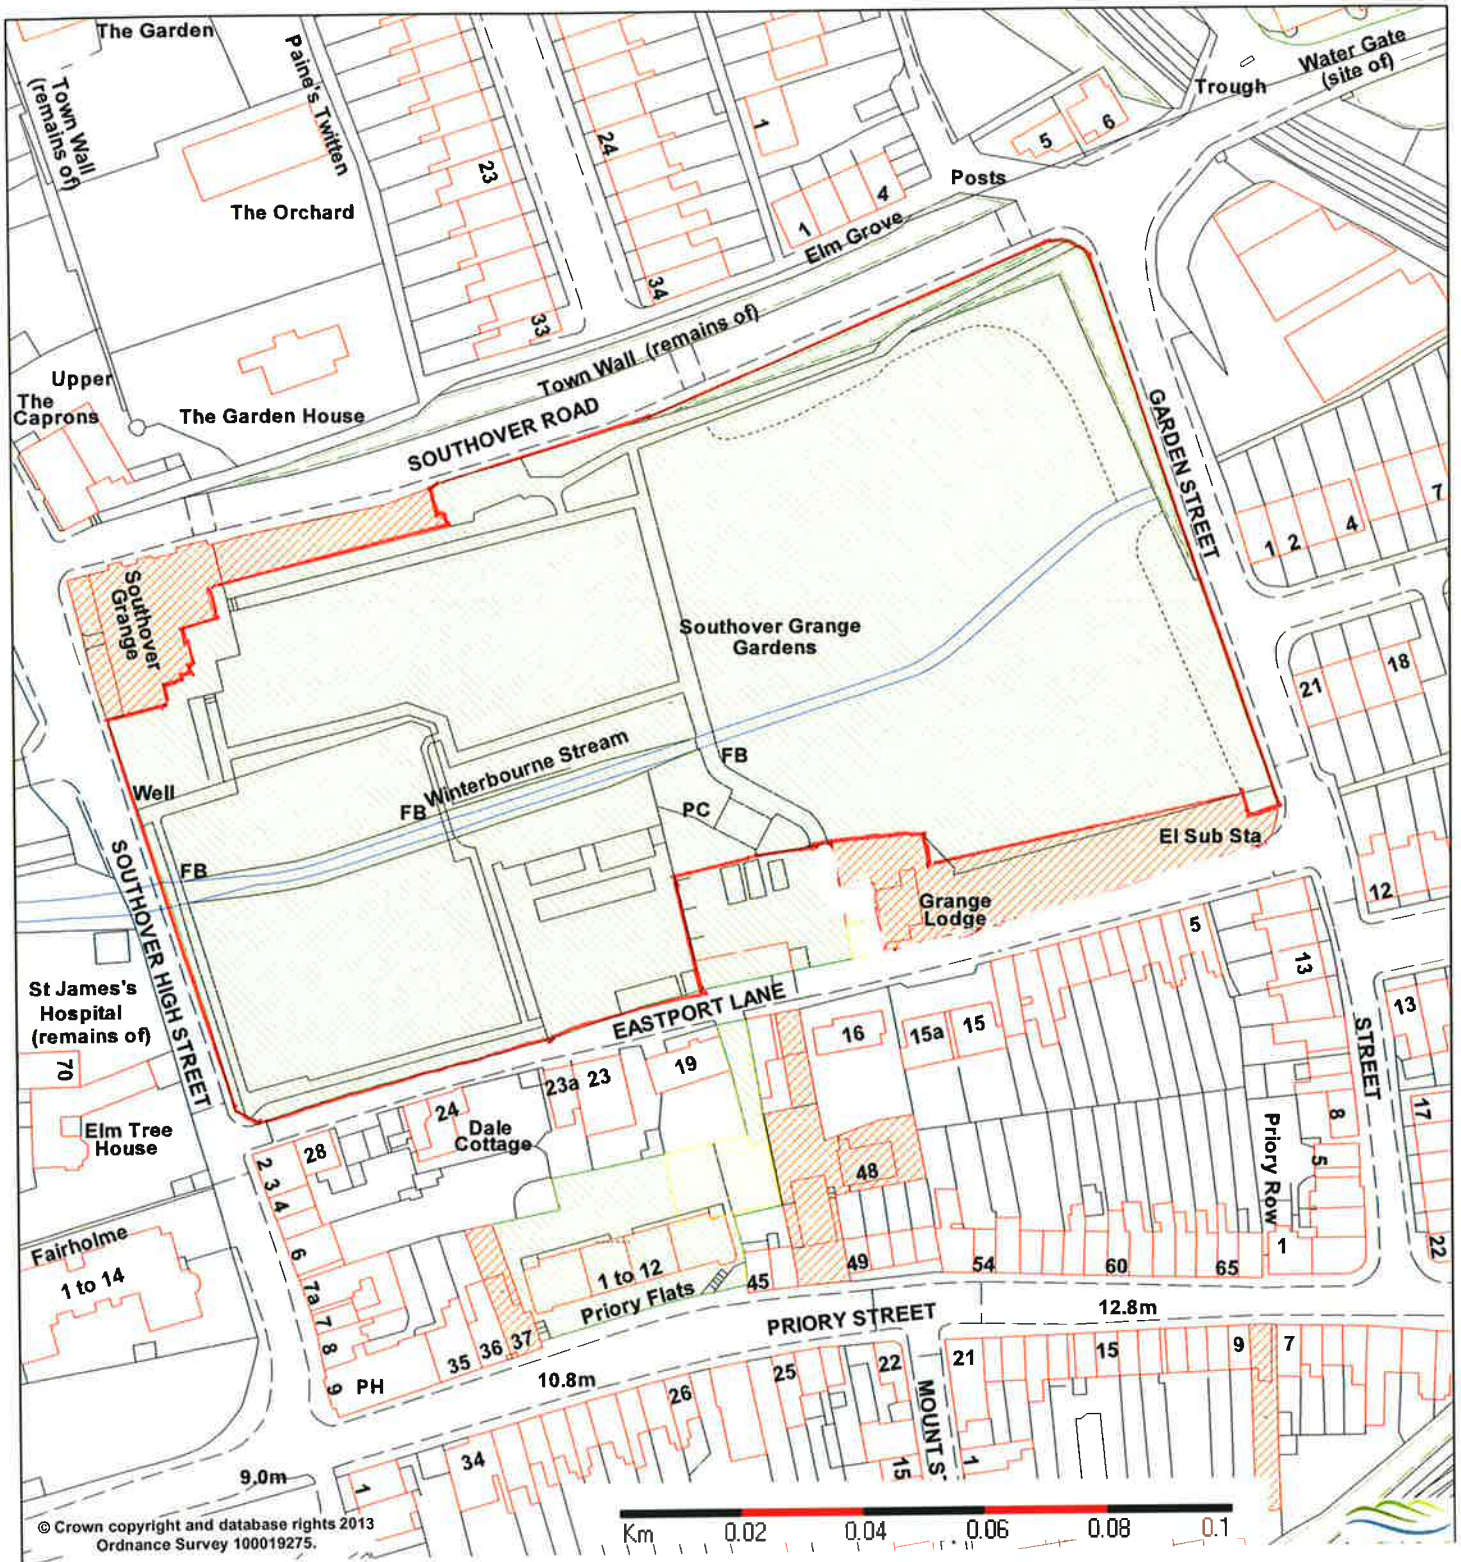 The Garden
Paine's Twitten
Town Wall
(remains of)
Water Gate
(site of)
Trough
1
24
23
5
6
Posts
4
1
The Orchard
Elm Grove
34
33
Town Wall (remains of)
Upper
The
Caprons
The Garden House
SOUTHOVER ROAD
GARDEN STREET
7
4
1
2
Southover
Grange
Southover Grange
Gardens
18
21
Winterbourne Stream
FB
Well
FB
PC
FB
El Sub Sta
SOUTHOVER HIGH STREET
Grange
Lodge
12
5
13
St James's
Hospital
(remains of)
EASTPORT LANE
16
15a
15
13
STREET
70
19
23a
23
24
Dale
Cottage
Elm Tree
House
28
2
3
4
6
7a
7
8
9
48
8
5
17
Priory Row
1
22
Fairholme
1 to 14
1 to 12
Priory Flats
45
49
54
60
65
35
36
37
PH
PRIORY STREET
12.8m
10.8m
26
25
22
21
15
9
7
MOUNT S'
15
1
34
1
9.0m
© Crown copyright and database rights 2013
Ordnance Survey 100019275.
Km
0.02
0.04
0.06
0.08
0.1